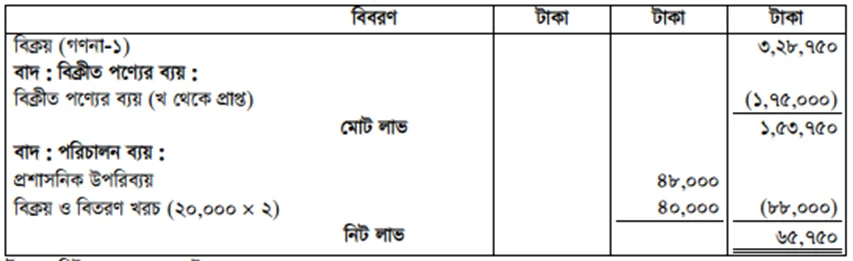 বিবরণ টাকা টাকা টাকা
বিক্রয় (গণনা-১) ৩,২৮,৭৫০
বাদ : বিক্রীত পণ্যের ব্যয় :
বিক্রীত পণ্যের ব্যয় (খ থেকে প্রাপ্ত) (১,৭৫,০০০)
মোট লাভ ১,৫৩,৭৫০
বাদ : পরিচালন ব্যয় :
প্রশাসনিক উপরিব্যয় ৪৮,০০০
বিক্রয় ও বিতরণ খরচ (২০,০০০ × ২) ৪০,০০০ (৮৮,০০০)
নিট লাভ ৬৫,৭৫০